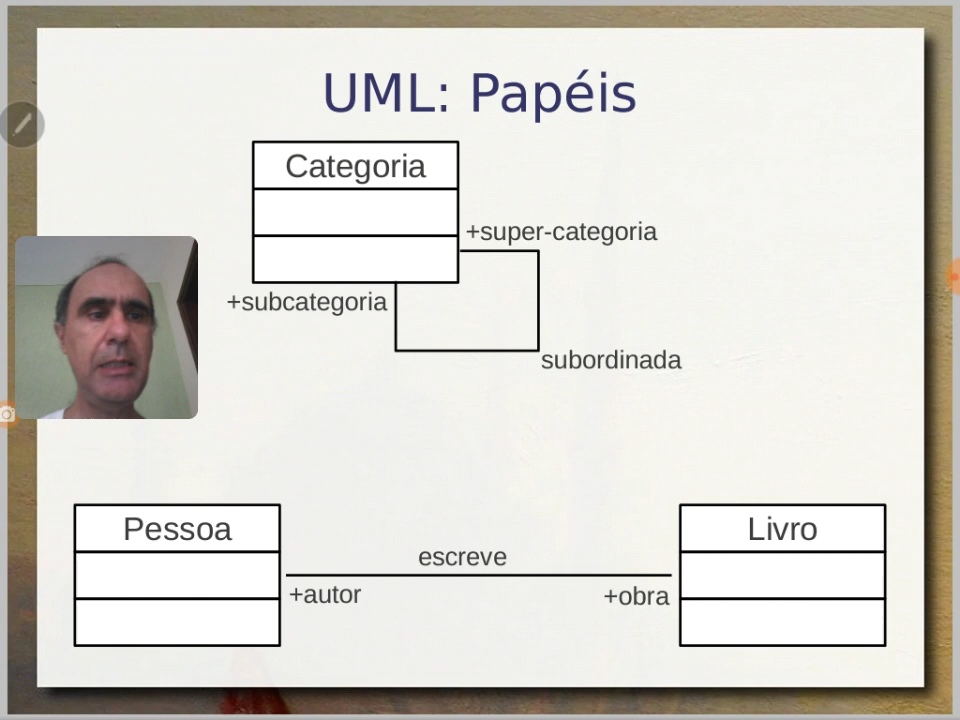 UML: Papéis
Categoria
+super-categoria
+subcategoria
subordinada
Pessoa
Livro
escreve
+autor
+obra